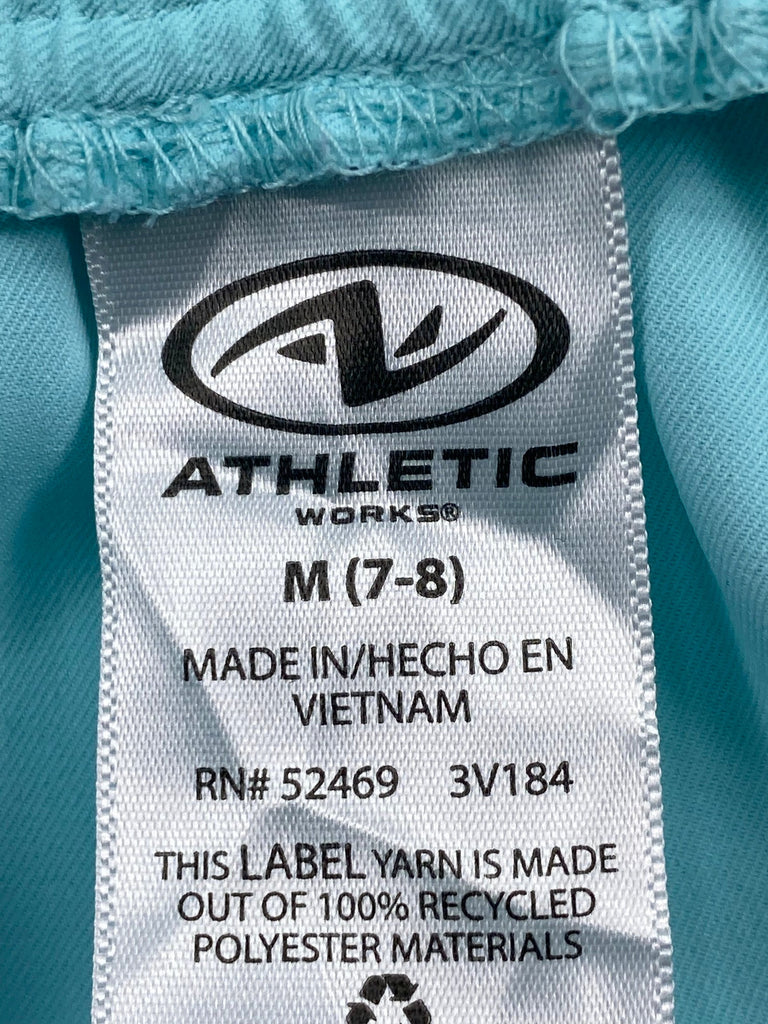 ATHLETIC
WORKS®
M (7-8)
MADE IN/HECHO EN
VIETNAM
RN# 52469 3V184
THIS LABEL YARN IS MADE
OUT OF 100% RECYCLED
POLYESTER MATERIALS